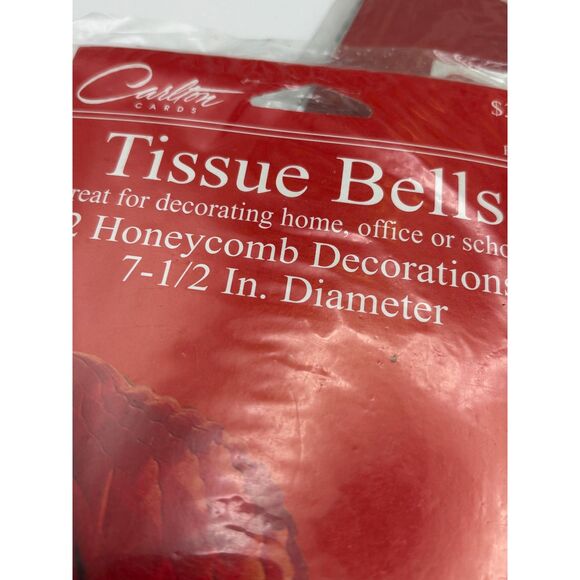 Carlton
CARDS
Tissue Bells
reat for decorating home, office or scho
2 Honeycomb Decorations
7-1/2 In. Diameter
$